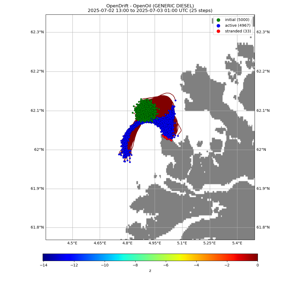 OpenDrift - OpenOil (GENERIC DIESEL)
2025-07-02 13:00 to 2025-07-03 01:00 UTC (25 steps)
initial (5000)
active (4967)
stranded (33)
62.3°N 62.3°N
62.2°N 62.2°N
62.1°N 62.1°N
62°N 62°N
61.9°N 61.9°N
61.8°N 61.8°N
4.5°E 4.65°E 4.8°E 4.95°E 5.1°E 5.25°E 5.4°E
−14 −12 −10 −8 −6 −4 −2 0
z